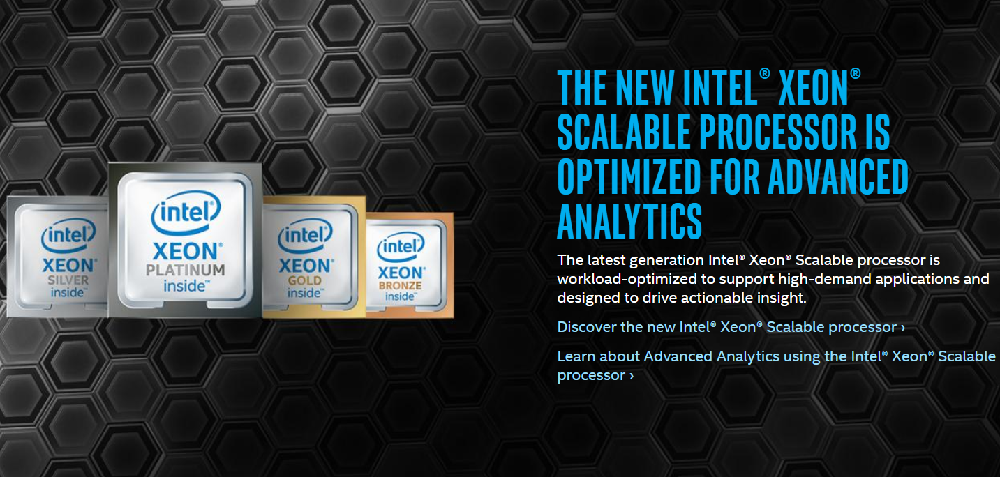 THE NEW INTEL® XEON®
SCALABLE PROCESSOR IS
OPTIMIZED FOR ADVANCED
ANALYTICS
The latest generation Intel® Xeon® Scalable processor is
workload-optimized to support high-demand applications and
designed to drive actionable insight.
Discover the new Intel® Xeon® Scalable processor ›
Learn about Advanced Analytics using the Intel® Xeon® Scalable
processor ›
intel®
XEON®
SILVER
inside™
intel®
XEON®
PLATINUM
inside™
intel®
XEON®
GOLD
inside™
intel®
XEON®
BRONZE
inside™